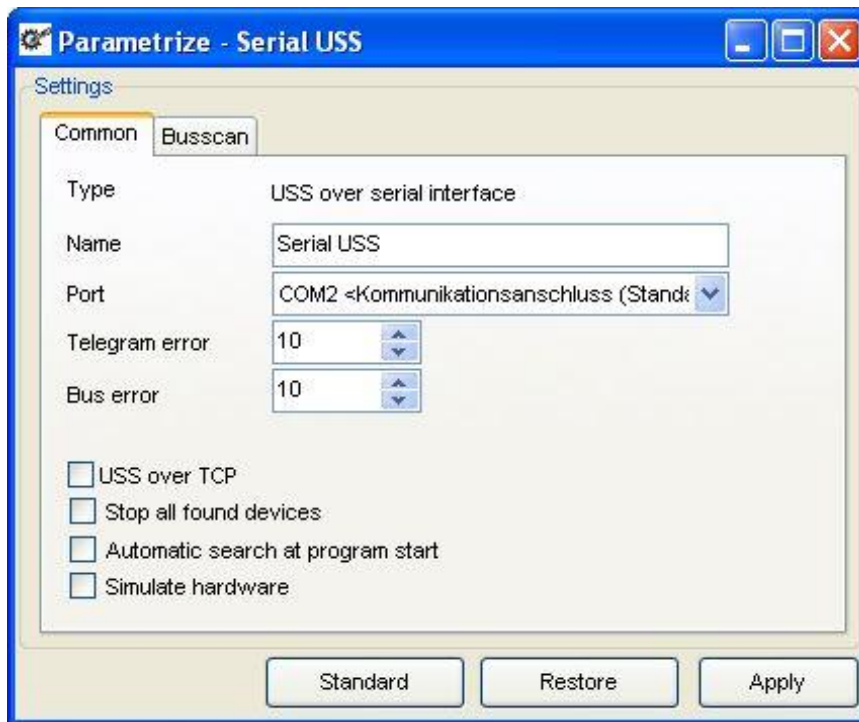 Parametrize - Serial USS
Settings
Common Busscan
Type USS over serial interface
Name Serial USS
Port COM2 <Kommunikationsanschluss (Standa
Telegram error 10
Bus error 10
USS over TCP
Stop all found devices
Automatic search at program start
Simulate hardware
Standard Restore Apply